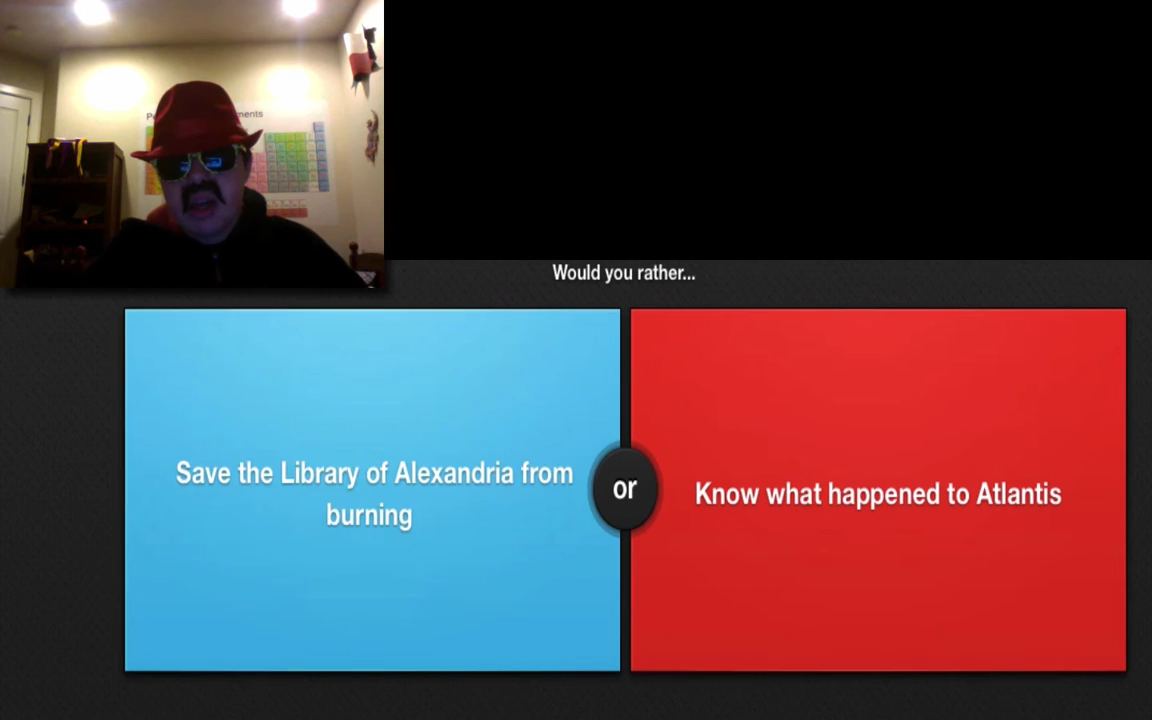 Would you rather...
Save the Library of Alexandria from
burning
or
Know what happened to Atlantis